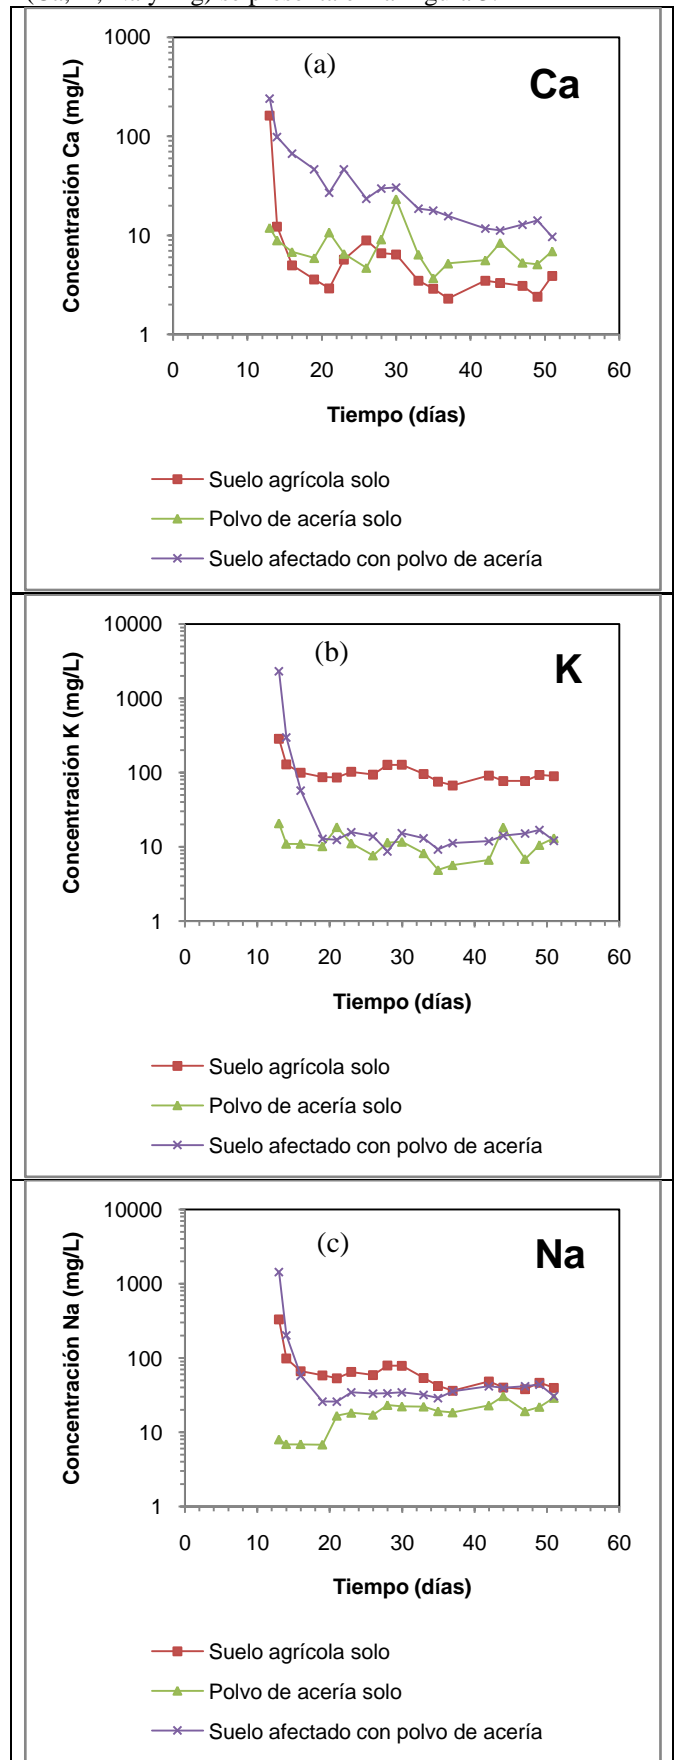 1000
(a)
Ca
100
10
1
Concentración Ca (mg/L)
0 10 20 30 40 50 60
Tiempo (días)
Suelo agrícola solo
Polvo de acería solo
Suelo afectado con polvo de acería
10000
(b)
K
1000
100
10
1
Concentración K (mg/L)
0 10 20 30 40 50 60
Tiempo (días)
Suelo agrícola solo
Polvo de acería solo
Suelo afectado con polvo de acería
10000
(c)
Na
1000
100
10
1
Concentración Na (mg/L)
0 10 20 30 40 50 60
Tiempo (días)
Suelo agrícola solo
Polvo de acería solo
Suelo afectado con polvo de acería